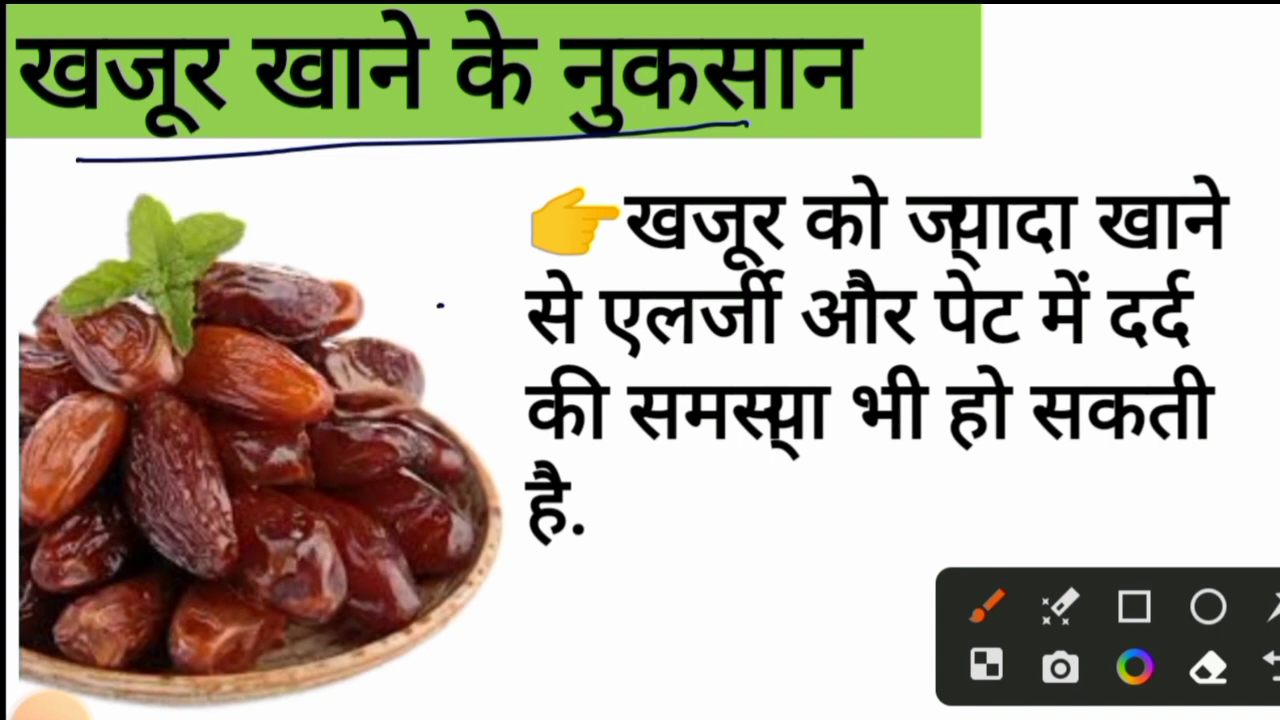 खजूर खाने के नुकसान
👉खजूर को ज्यादा खाने
से एलर्जी और पेट में दर्द
की समस्या भी हो सकती
है.